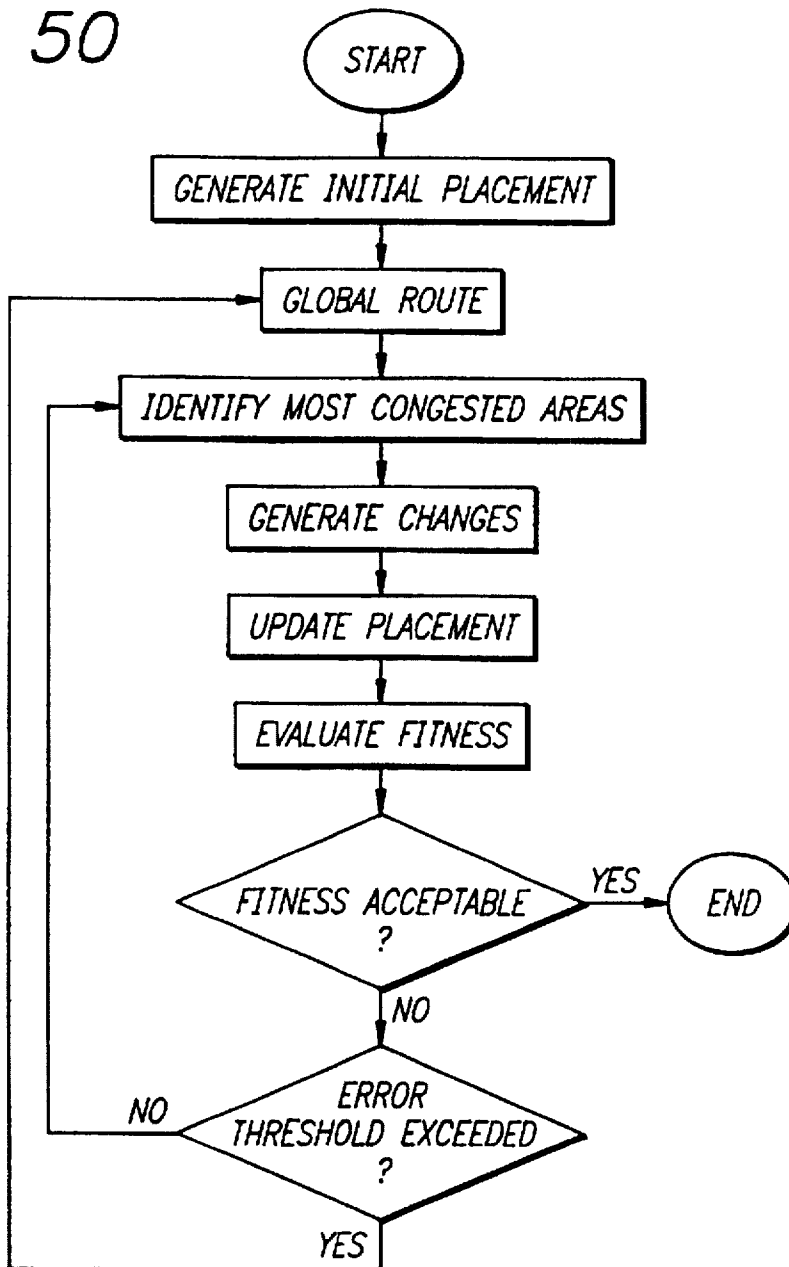 50
START
GENERATE INITIAL PLACEMENT
GLOBAL ROUTE
IDENTIFY MOST CONGESTED AREAS
GENERATE CHANGES
UPDATE PLACEMENT
EVALUATE FITNESS
FITNESS ACCEPTABLE
?
YES
END
NO
ERROR
THRESHOLD EXCEEDED
?
NO
YES